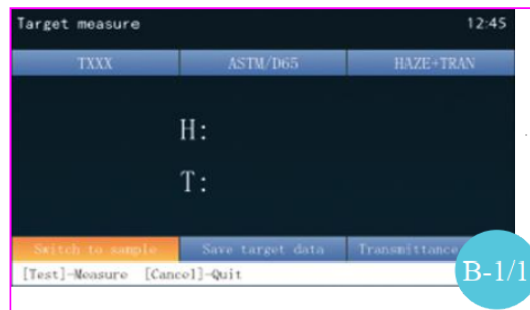 Target measure 12:45
TXXX ASTM/D65 HAZE+TRAN
H:
T:
Switch to sample Save target data Transmittance
[Test]-Measure [Cancel]-Quit
B-1/1